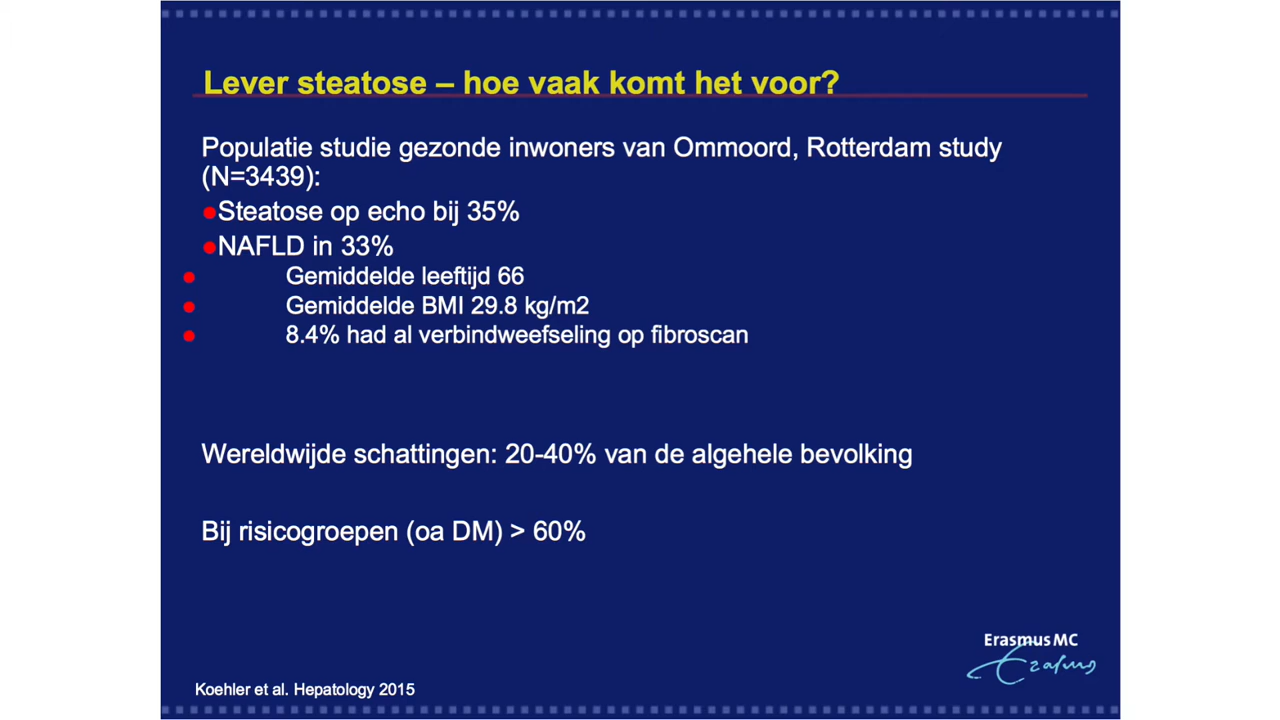 Lever steatose – hoe vaak komt het voor?
Populatie studie gezonde inwoners van Ommoord, Rotterdam study
(N=3439):
●Steatose op echo bij 35%
●NAFLD in 33%
● Gemiddelde leeftijd 66
● Gemiddelde BMI 29.8 kg/m2
● 8.4% had al verbindweefseling op fibroscan
Wereldwijde schattingen: 20-40% van de algehele bevolking
Bij risicogroepen (oa DM) > 60%
Erasmus MC
Erasmus
Koehler et al. Hepatology 2015